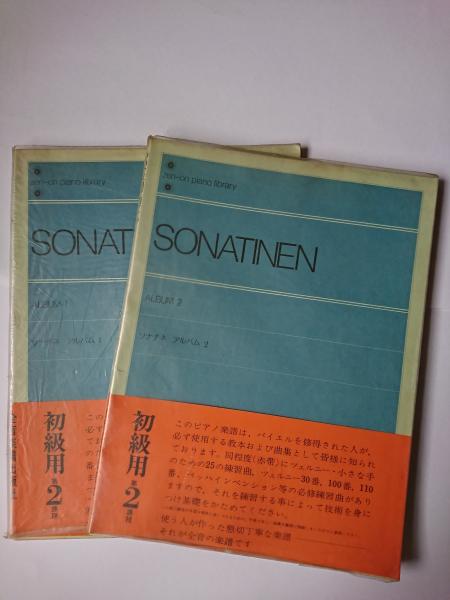 zen-on piano library
SONAT
ALBUM 1
ソナチネ アルバム 1
初級用
第2課程
zen-on piano library
SONATINEN
ALBUM 2
ソナチネ アルバム 2
初級用
第2課程
このピアノ楽譜は、バイエルを修得された人が、
必ず使用する教本および曲集として皆様に知られ
ております。同程度(赤帯)にツェルニー・小さな手
のための25の練習曲、ツェルニー30番、100番、110
番、バッハインベンション等の必修練習曲があり
ますので、それを練習する事によって技術を身に
つけ基礎をかためてください。
使う人が作った懇切丁寧な楽譜
それが全音の楽譜です